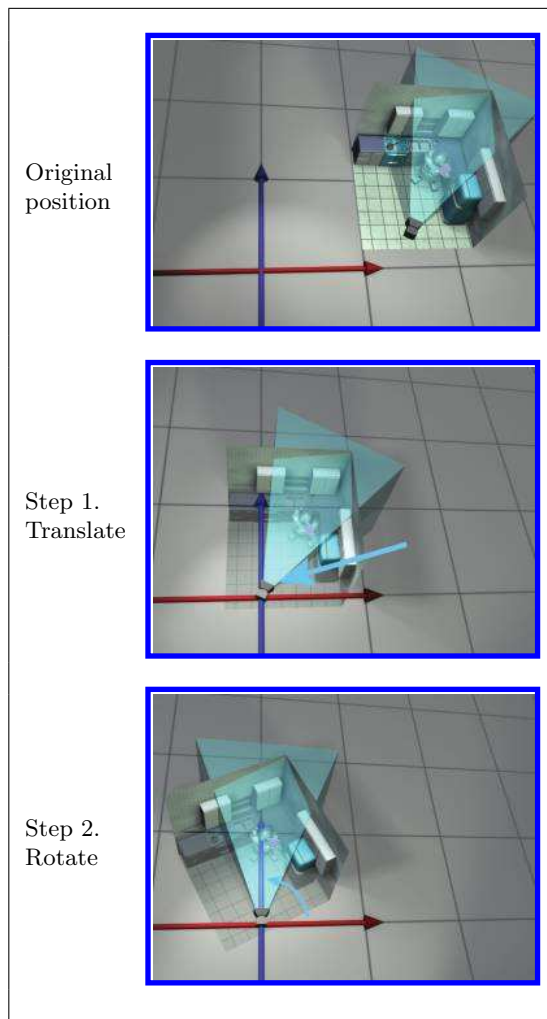 Original
position
Step 1.
Translate
Step 2.
Rotate